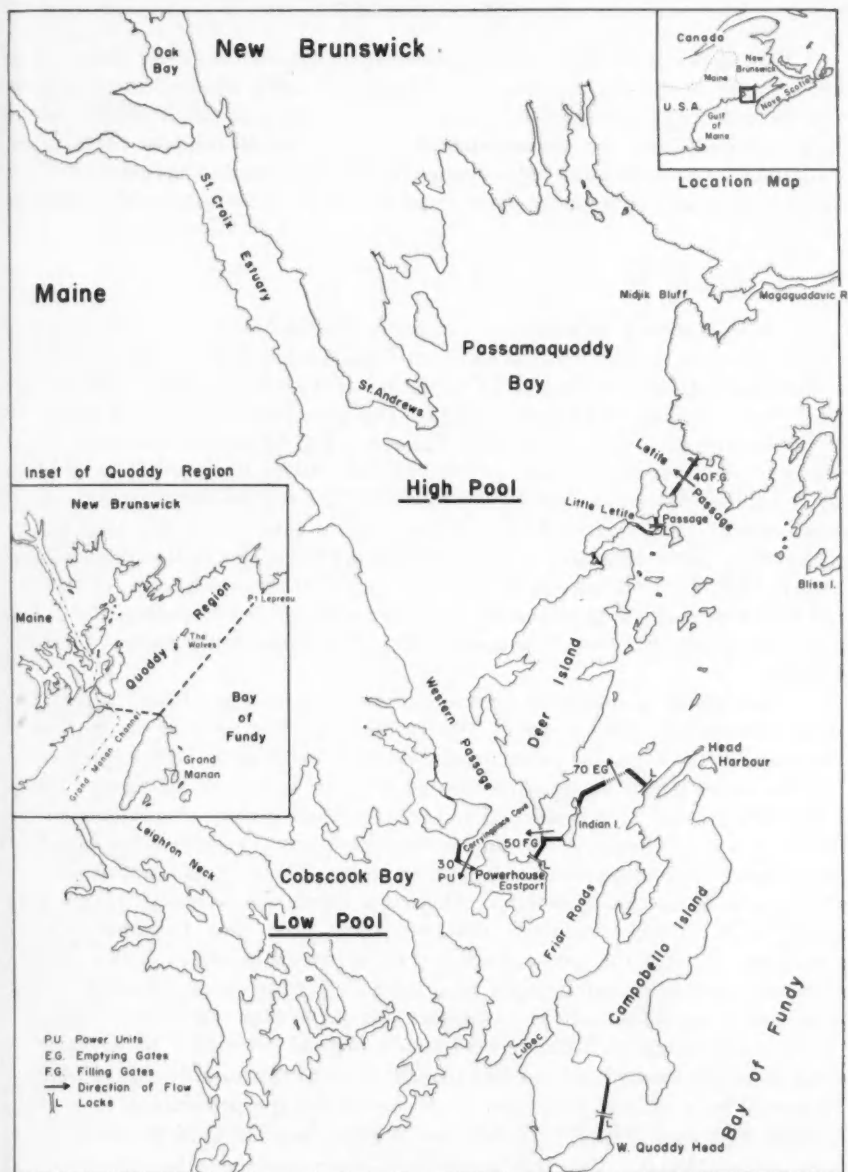 New Brunswick
Oak
Bay
Canada
New
Brunswick
Maine
Nova Scotia
U.S.A.
Gulf
of
Maine
Location Map
St. Croix
Estuary
Maine
Midjik Bluff
Magaguadavic R
Passamaquoddy
Bay
St. Andrews
Letite
Passage
40 F.G.
High Pool
Little Letite
Passage
Bliss I.
Inset of Quoddy Region
New Brunswick
Maine
Quoddy Region
Pt. Lepreau
The
Wolves
Bay
of
Fundy
Grand Manan Channel
Grand
Manan
Western
Passage
Deer Island
Head
Harbour
70 EG
Indian I.
Leighton Neck
Carryingplace Cove
50 FG
Cobscook Bay
30
PU
Powerhouse
Eastport
Low Pool
Friar Roads
Campobello Island
Bay of Fundy
P.U. Power Units
E.G. Emptying Gates
F.G. Filling Gates
Direction of Flow
L Locks
Lubec
L
W. Quoddy Head